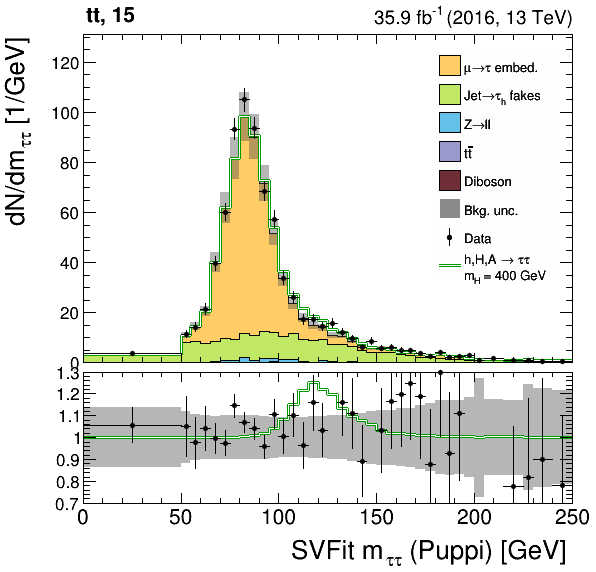 tt, 15
35.9 fb⁻¹ (2016, 13 TeV)
dN/dm_ττ [1/GeV]
120
100
80
60
40
20
0
μ→τ embed.
Jet→τ_h fakes
Z→ll
tt̄
Diboson
Bkg. unc.
Data
h,H,A → ττ
m_H = 400 GeV
1.3
1.2
1.1
1
0.9
0.8
0.7
0 50 100 150 200 250
SVFit m_ττ (Puppi) [GeV]